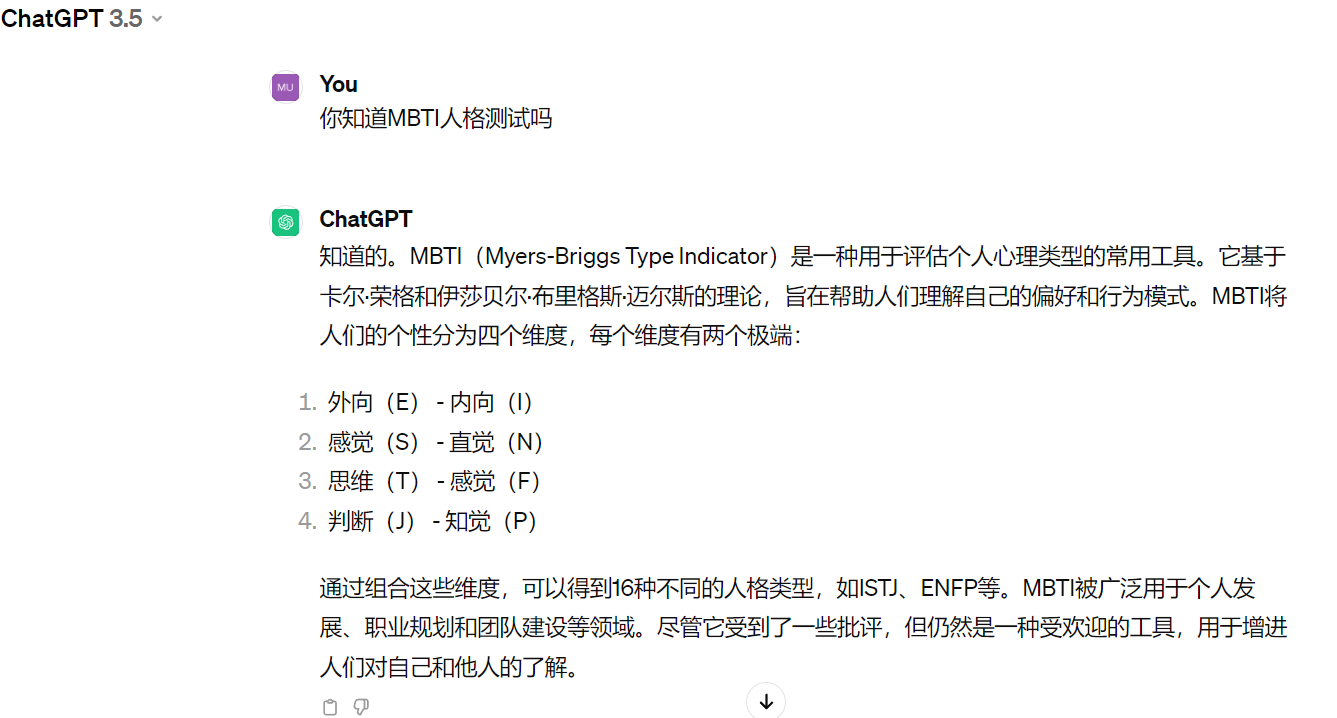 ChatGPT 3.5
MU
You
你知道MBTI人格测试吗
ChatGPT
知道的。MBTI（Myers-Briggs Type Indicator）是一种用于评估个人心理类型的常用工具。它基于
卡尔·荣格和伊莎贝尔·布里格斯·迈尔斯的理论，旨在帮助人们理解自己的偏好和行为模式。MBTI将
人们的个性分为四个维度，每个维度有两个极端：
1. 外向（E） - 内向（I）
2. 感觉（S） - 直觉（N）
3. 思维（T） - 感觉（F）
4. 判断（J） - 知觉（P）
通过组合这些维度，可以得到16种不同的人格类型，如ISTJ、ENFP等。MBTI被广泛用于个人发
展、职业规划和团队建设等领域。尽管它受到了一些批评，但仍然是一种受欢迎的工具，用于增进
人们对自己和他人的了解。